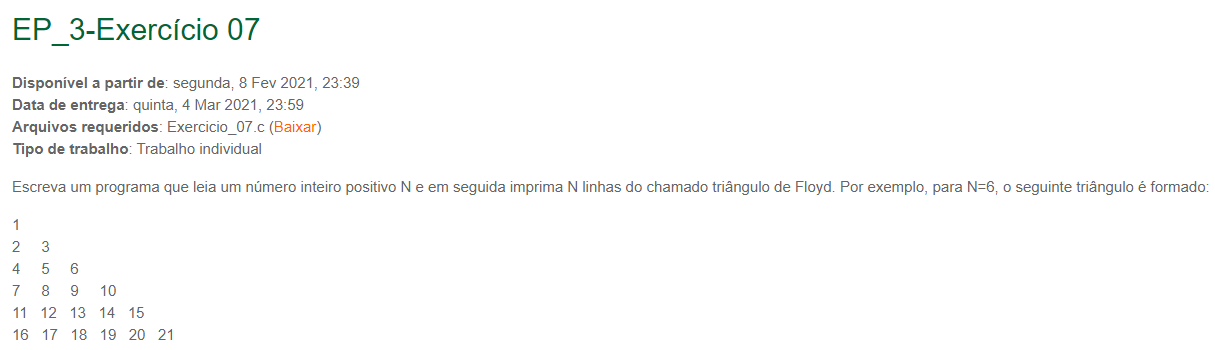 EP_3-Exercício 07
Disponível a partir de: segunda, 8 Fev 2021, 23:39
Data de entrega: quinta, 4 Mar 2021, 23:59
Arquivos requeridos: Exercicio_07.c (Baixar)
Tipo de trabalho: Trabalho individual
Escreva um programa que leia um número inteiro positivo N e em seguida imprima N linhas do chamado triângulo de Floyd. Por exemplo, para N=6, o seguinte triângulo é formado:
1
2 3
4 5 6
7 8 9 10
11 12 13 14 15
16 17 18 19 20 21